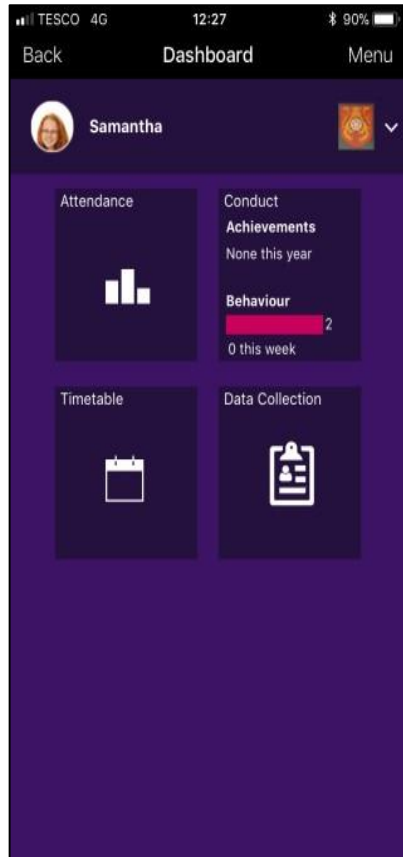 TESCO 4G 12:27 90%
Back Dashboard Menu
Samantha
Attendance
Conduct
Achievements
None this year
Behaviour
2
0 this week
Timetable
Data Collection